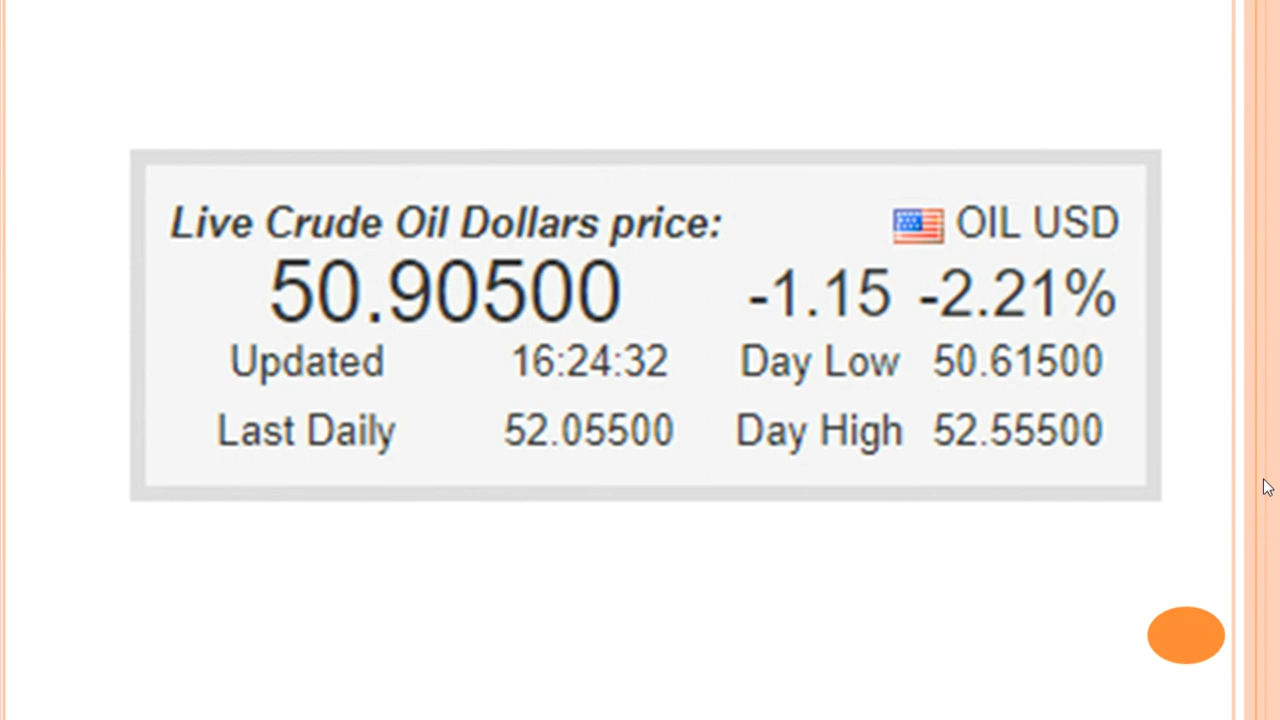 Live Crude Oil Dollars price: OIL USD
50.90500 -1.15 -2.21%
Updated 16:24:32 Day Low 50.61500
Last Daily 52.05500 Day High 52.55500